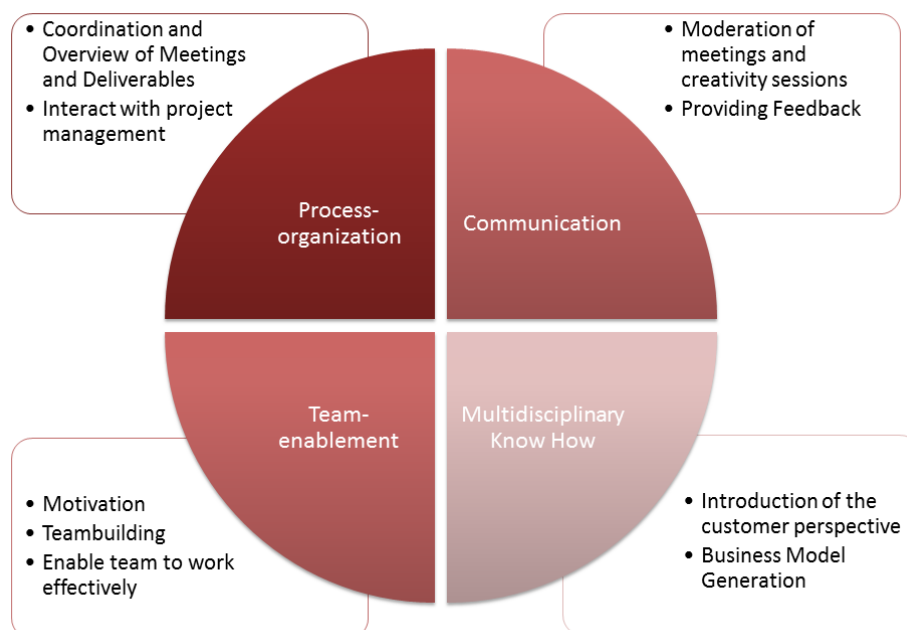 • Coordination and
Overview of Meetings
and Deliverables
• Interact with project
management
• Moderation of
meetings and
creativity sessions
• Providing Feedback
Process-
organization
Communication
Team-
enablement
Multidisciplinary
Know How
• Motivation
• Teambuilding
• Enable team to work
effectively
• Introduction of the
customer perspective
• Business Model
Generation